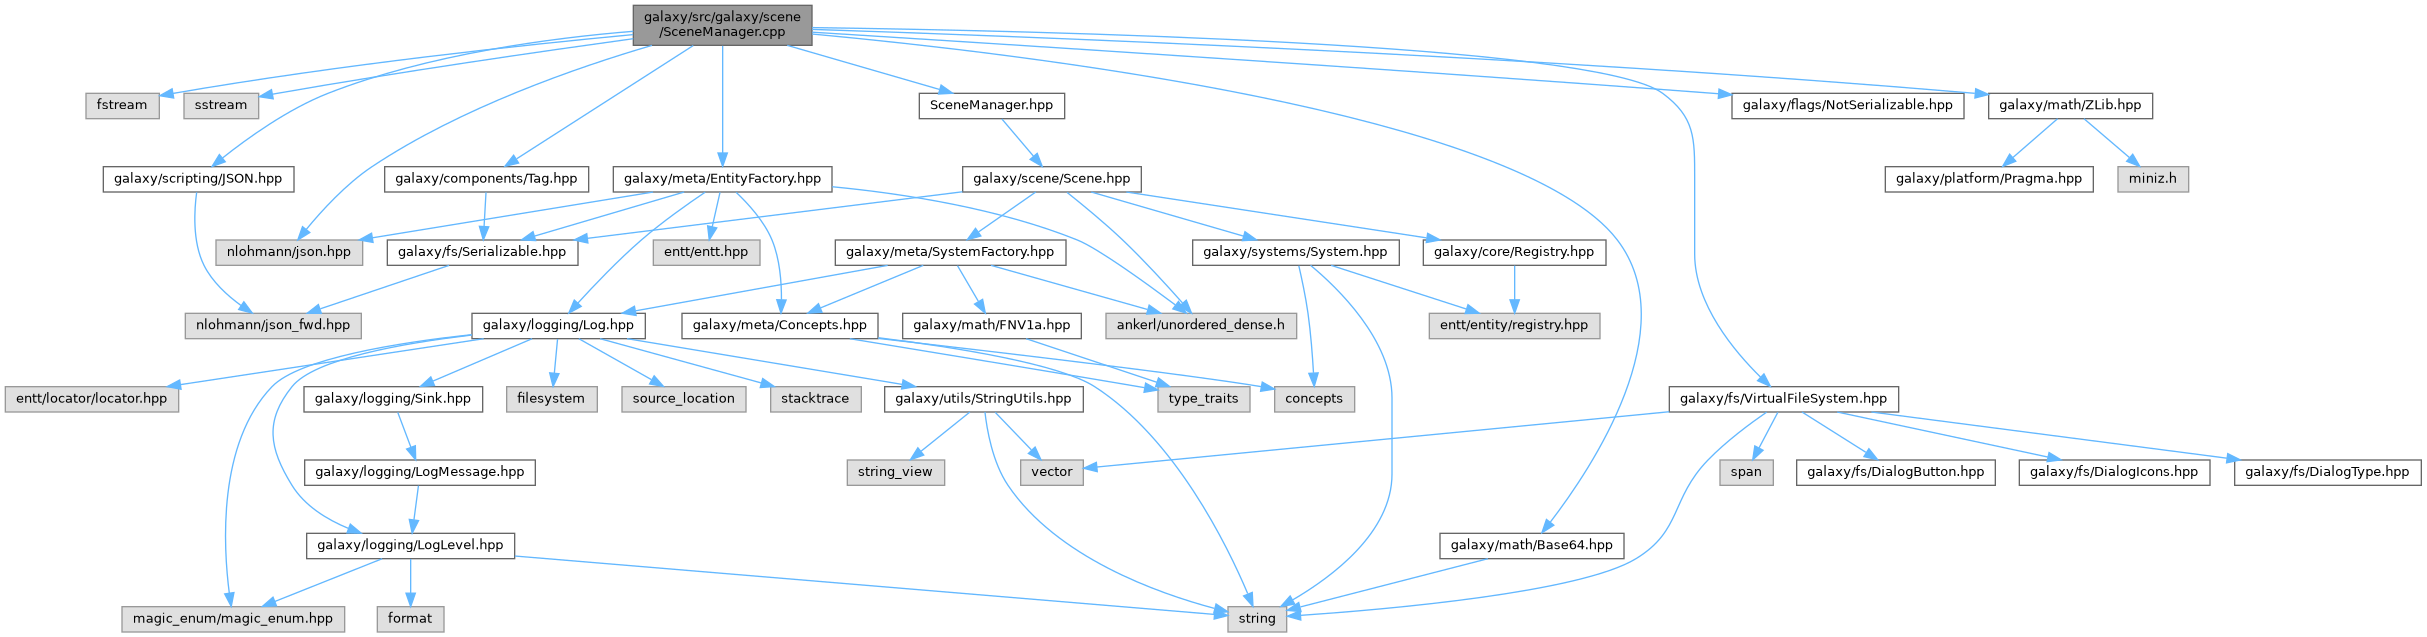 galaxy/src/galaxy/scene
/SceneManager.cpp
fstream
sstream
SceneManager.hpp
galaxy/flags/NotSerializable.hpp
galaxy/math/ZLib.hpp
galaxy/scripting/JSON.hpp
galaxy/components/Tag.hpp
galaxy/meta/EntityFactory.hpp
galaxy/scene/Scene.hpp
galaxy/platform/Pragma.hpp
miniz.h
nlohmann/json.hpp
galaxy/fs/Serializable.hpp
entt/entt.hpp
galaxy/meta/SystemFactory.hpp
galaxy/systems/System.hpp
galaxy/core/Registry.hpp
nlohmann/json_fwd.hpp
galaxy/logging/Log.hpp
galaxy/meta/Concepts.hpp
galaxy/math/FNV1a.hpp
ankerl/unordered_dense.h
entt/entity/registry.hpp
entt/locator/locator.hpp
galaxy/logging/Sink.hpp
filesystem
source_location
stacktrace
galaxy/utils/StringUtils.hpp
type_traits
concepts
galaxy/fs/VirtualFileSystem.hpp
galaxy/logging/LogMessage.hpp
string_view
vector
span
galaxy/fs/DialogButton.hpp
galaxy/fs/DialogIcons.hpp
galaxy/fs/DialogType.hpp
galaxy/logging/LogLevel.hpp
galaxy/math/Base64.hpp
magic_enum/magic_enum.hpp
format
string